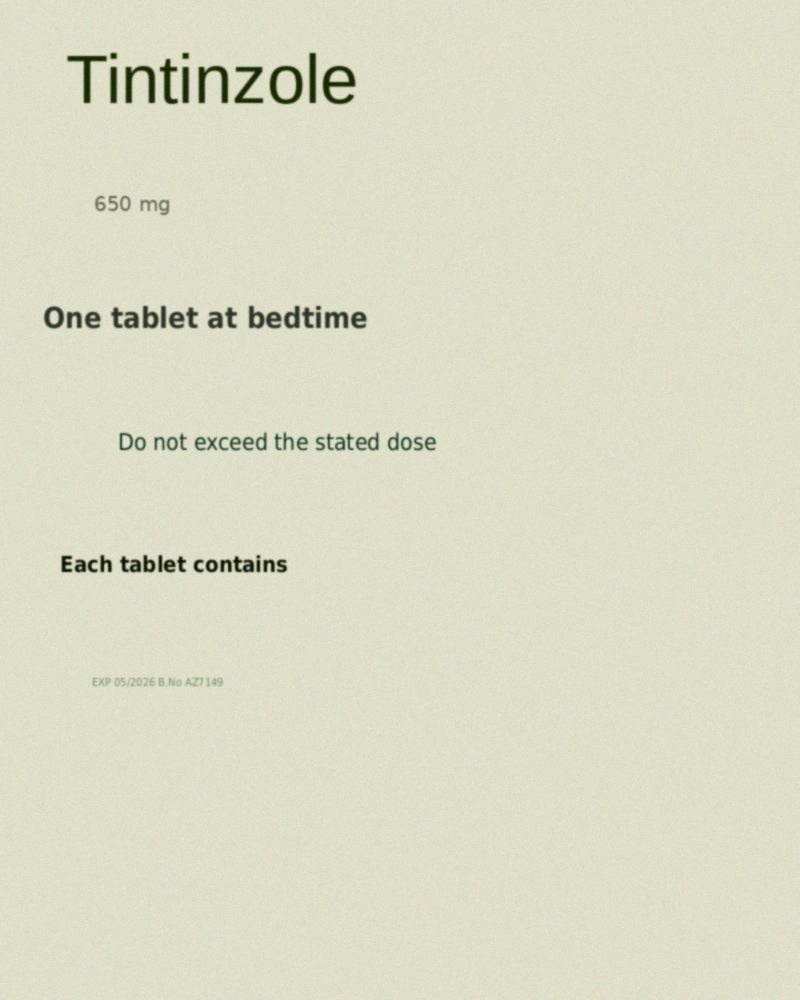 Tintinzole
650 mg
One tablet at bedtime
Do not exceed the stated dose
Each tablet contains
EXP 05/2026 B.No AZ7149